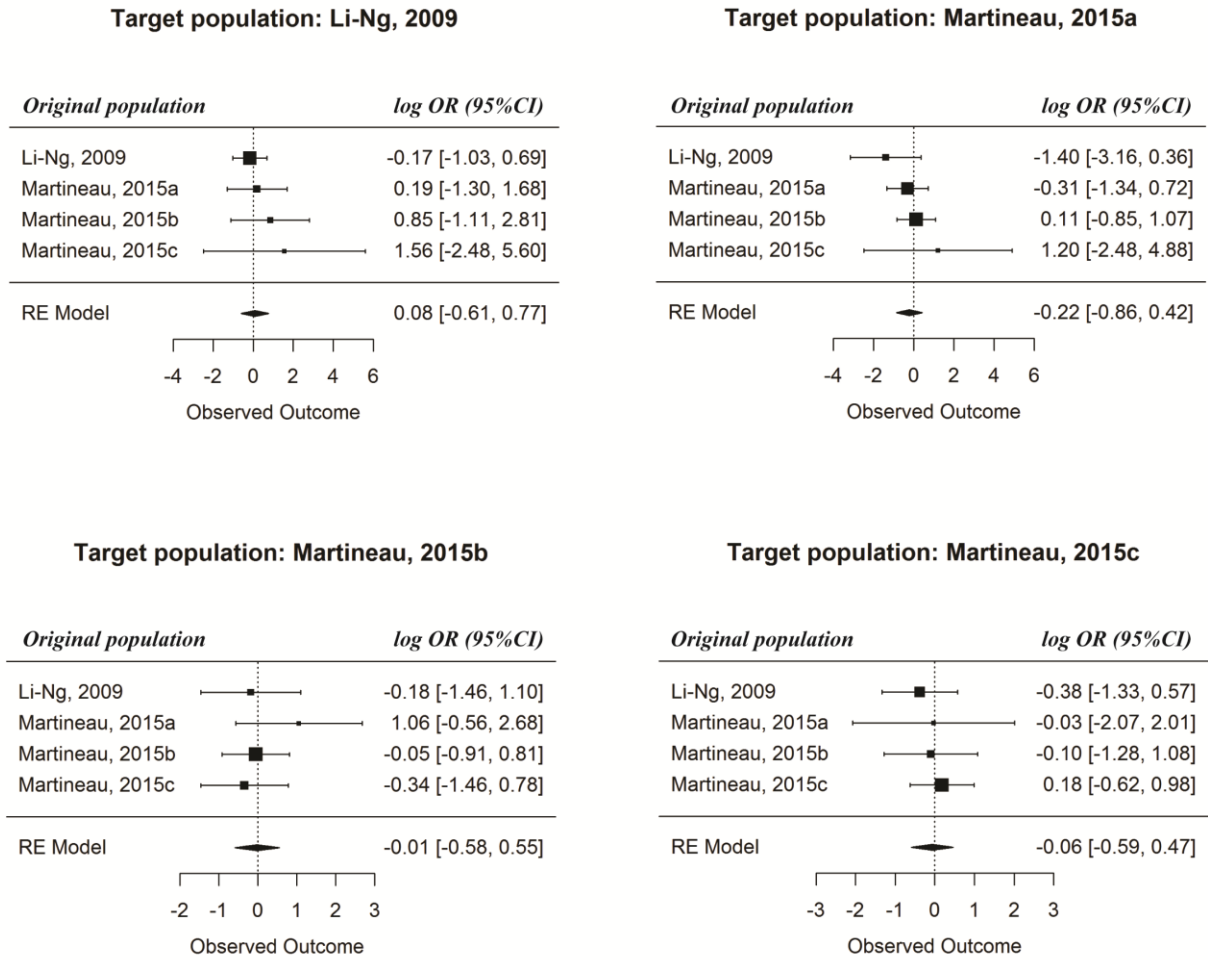 Target population: Li-Ng, 2009
Original population log OR (95%CI)
Li-Ng, 2009 -0.17 [-1.03, 0.69]
Martineau, 2015a 0.19 [-1.30, 1.68]
Martineau, 2015b 0.85 [-1.11, 2.81]
Martineau, 2015c 1.56 [-2.48, 5.60]
RE Model 0.08 [-0.61, 0.77]
-4 -2 0 2 4 6
Observed Outcome
Target population: Martineau, 2015a
Original population log OR (95%CI)
Li-Ng, 2009 -1.40 [-3.16, 0.36]
Martineau, 2015a -0.31 [-1.34, 0.72]
Martineau, 2015b 0.11 [-0.85, 1.07]
Martineau, 2015c 1.20 [-2.48, 4.88]
RE Model -0.22 [-0.86, 0.42]
-4 -2 0 2 4 6
Observed Outcome
Target population: Martineau, 2015b
Original population log OR (95%CI)
Li-Ng, 2009 -0.18 [-1.46, 1.10]
Martineau, 2015a 1.06 [-0.56, 2.68]
Martineau, 2015b -0.05 [-0.91, 0.81]
Martineau, 2015c -0.34 [-1.46, 0.78]
RE Model -0.01 [-0.58, 0.55]
-2 -1 0 1 2 3
Observed Outcome
Target population: Martineau, 2015c
Original population log OR (95%CI)
Li-Ng, 2009 -0.38 [-1.33, 0.57]
Martineau, 2015a -0.03 [-2.07, 2.01]
Martineau, 2015b -0.10 [-1.28, 1.08]
Martineau, 2015c 0.18 [-0.62, 0.98]
RE Model -0.06 [-0.59, 0.47]
-3 -2 -1 0 1 2 3
Observed Outcome